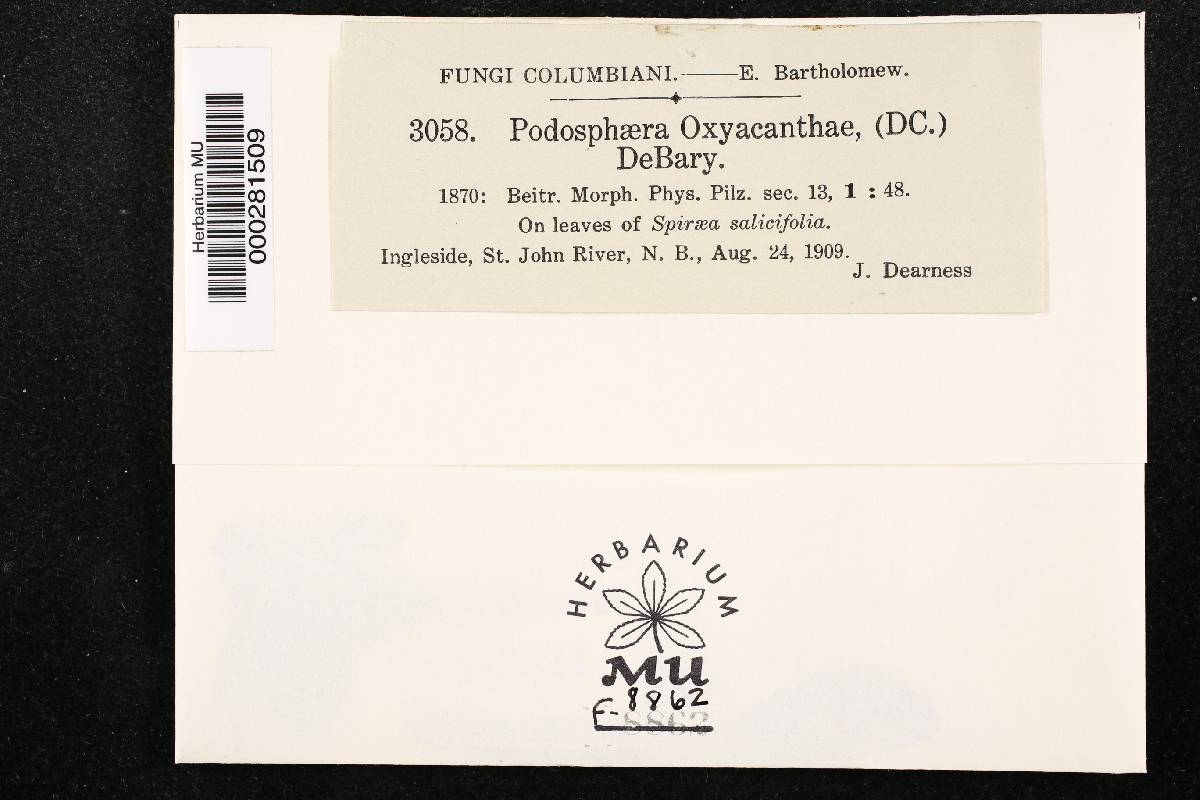 FUNGI COLUMBIANI.——E. Bartholomew.
3058. Podosphæra Oxyacanthae, (DC.)
DeBary.
1870: Beitr. Morph. Phys. Pilz. sec. 13, 1 : 48.
On leaves of Spiræa salicifolia.
Ingleside, St. John River, N. B., Aug. 24, 1909.
J. Dearness
Herbarium MU
000281509
HERBARIUM
MU
F-8862
8862